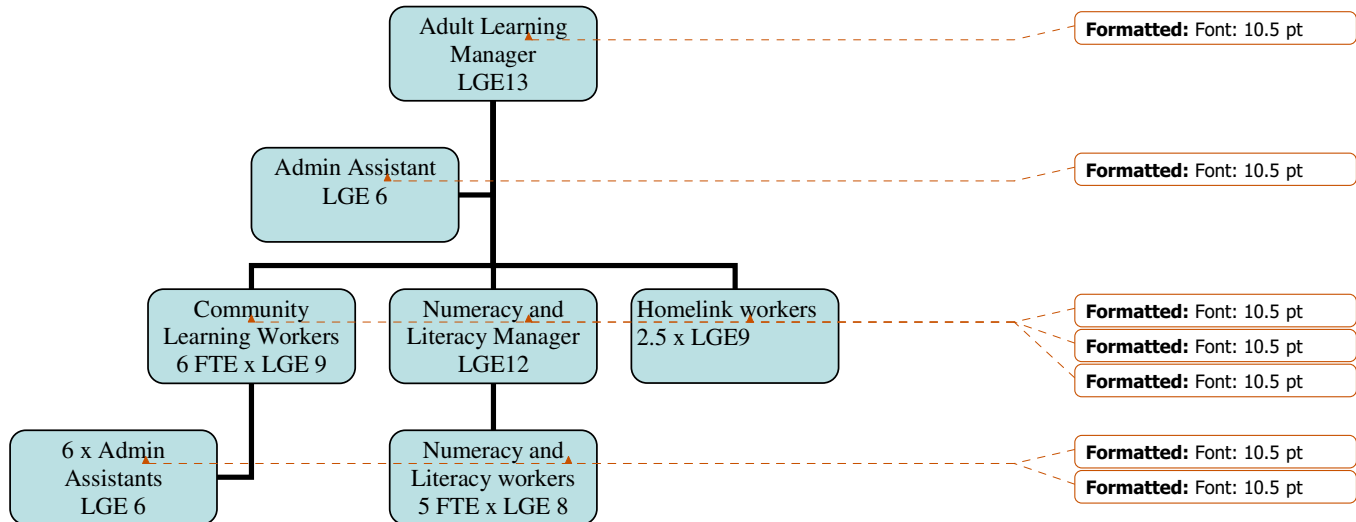 Adult Learning
Manager
LGE13
Formatted: Font: 10.5 pt
Admin Assistant
LGE 6
Formatted: Font: 10.5 pt
Community
Learning Workers
6 FTE x LGE 9
Numeracy and
Literacy Manager
LGE12
Homelink workers
2.5 x LGE9
Formatted: Font: 10.5 pt
Formatted: Font: 10.5 pt
Formatted: Font: 10.5 pt
6 x Admin
Assistants
LGE 6
Numeracy and
Literacy workers
5 FTE x LGE 8
Formatted: Font: 10.5 pt
Formatted: Font: 10.5 pt